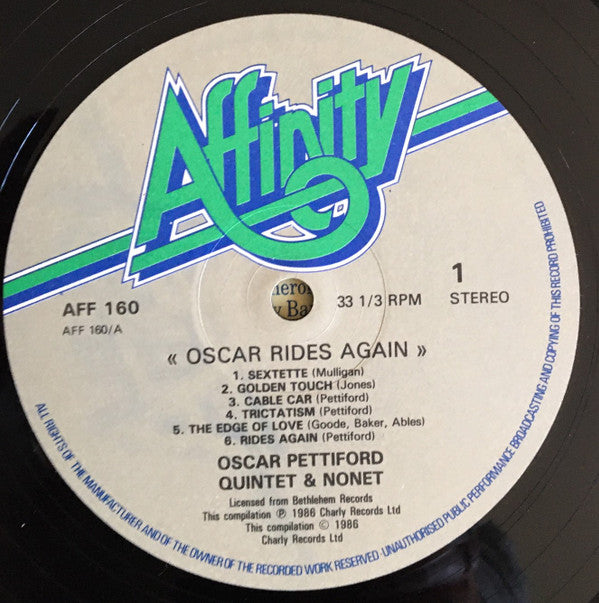 Affinity
AFF 160
AFF 160/A
33 1/3 RPM
1
STEREO
« OSCAR RIDES AGAIN »
1. SEXTETTE (Mulligan)
2. GOLDEN TOUCH (Jones)
3. CABLE CAR (Pettiford)
4. TRICTATISM (Pettiford)
5. THE EDGE OF LOVE (Goode, Baker, Ables)
6. RIDES AGAIN (Pettiford)
OSCAR PETTIFORD
QUINTET & NONET
Licensed from Bethlehem Records
This compilation ℗ 1986 Charly Records Ltd
This compilation © 1986
Charly Records Ltd
ALL RIGHTS OF THE MANUFACTURER AND OF THE OWNER OF THE RECORDED WORK RESERVED · UNAUTHORISED PUBLIC PERFORMANCE BROADCASTING AND COPYING OF THIS RECORD PROHIBITED